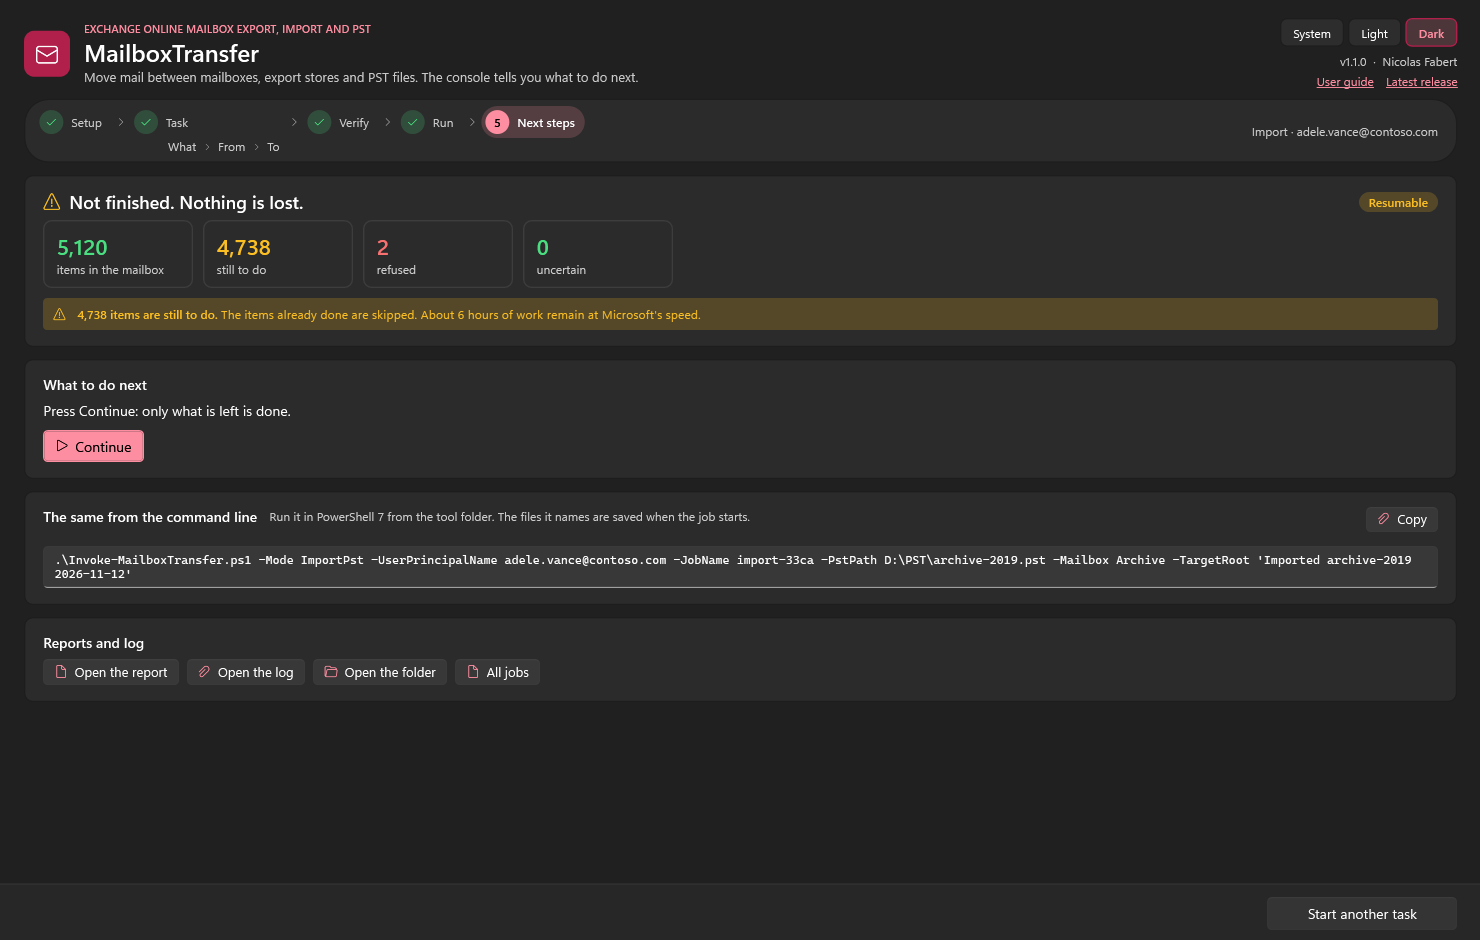 EXCHANGE ONLINE MAILBOX EXPORT, IMPORT AND PST
MailboxTransfer
Move mail between mailboxes, export stores and PST files. The console tells you what to do next.
System
Light
Dark
v1.1.0 · Nicolas Fabert
User guide
Latest release
Setup
Task
Verify
Run
5 Next steps
What
From
To
Import · adele.vance@contoso.com
Not finished. Nothing is lost.
Resumable
5,120
items in the mailbox
4,738
still to do
2
refused
0
uncertain
4,738 items are still to do. The items already done are skipped. About 6 hours of work remain at Microsoft's speed.
What to do next
Press Continue: only what is left is done.
Continue
The same from the command line
Run it in PowerShell 7 from the tool folder. The files it names are saved when the job starts.
Copy
.\Invoke-MailboxTransfer.ps1 -Mode ImportPst -UserPrincipalName adele.vance@contoso.com -JobName import-33ca -PstPath D:\PST\archive-2019.pst -Mailbox Archive -TargetRoot 'Imported archive-2019
2026-11-12'
Reports and log
Open the report
Open the log
Open the folder
All jobs
Start another task